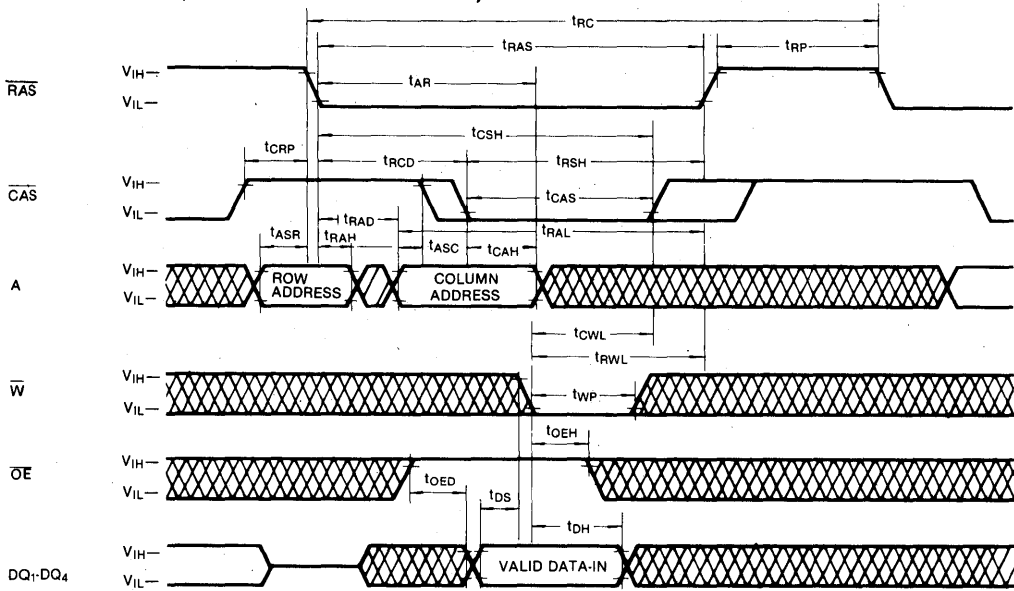 tRC
tRAS
tRP
RAS
VIH—
VIL—
tAR
tCSH
tCRP
tRCD
tRSH
CAS
VIH—
VIL—
tCAS
tRAD
tRAL
tASR
tRAH
tASC
tCAH
A
VIH—
VIL—
ROW
ADDRESS
COLUMN
ADDRESS
tCWL
tRWL
W
VIH—
VIL—
tWP
tOEH
OE
VIH—
VIL—
tOED
tDS
tDH
DQ1-DQ4
VIH—
VIL—
VALID DATA-IN